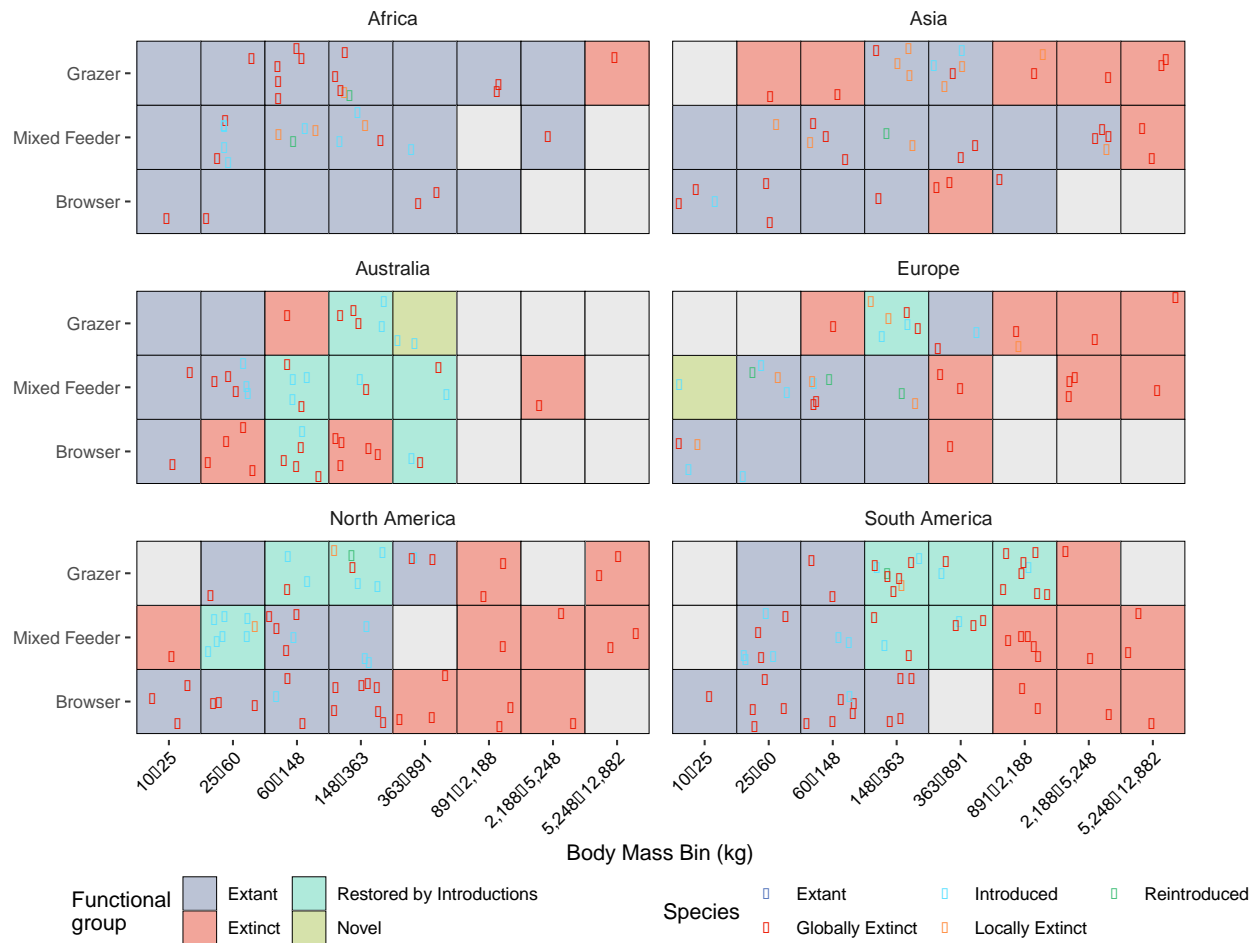 Africa
Asia
Grazer
Mixed Feeder
Browser
Australia
Europe
Grazer
Mixed Feeder
Browser
North America
South America
Grazer
Mixed Feeder
Browser
10▯25
25▯60
60▯148
148▯363
363▯891
891▯2,188
2,188▯5,248
5,248▯12,882
10▯25
25▯60
60▯148
148▯363
363▯891
891▯2,188
2,188▯5,248
5,248▯12,882
Body Mass Bin (kg)
Functional group
Extant
Restored by Introductions
Extinct
Novel
Species
Extant
Introduced
Reintroduced
Globally Extinct
Locally Extinct